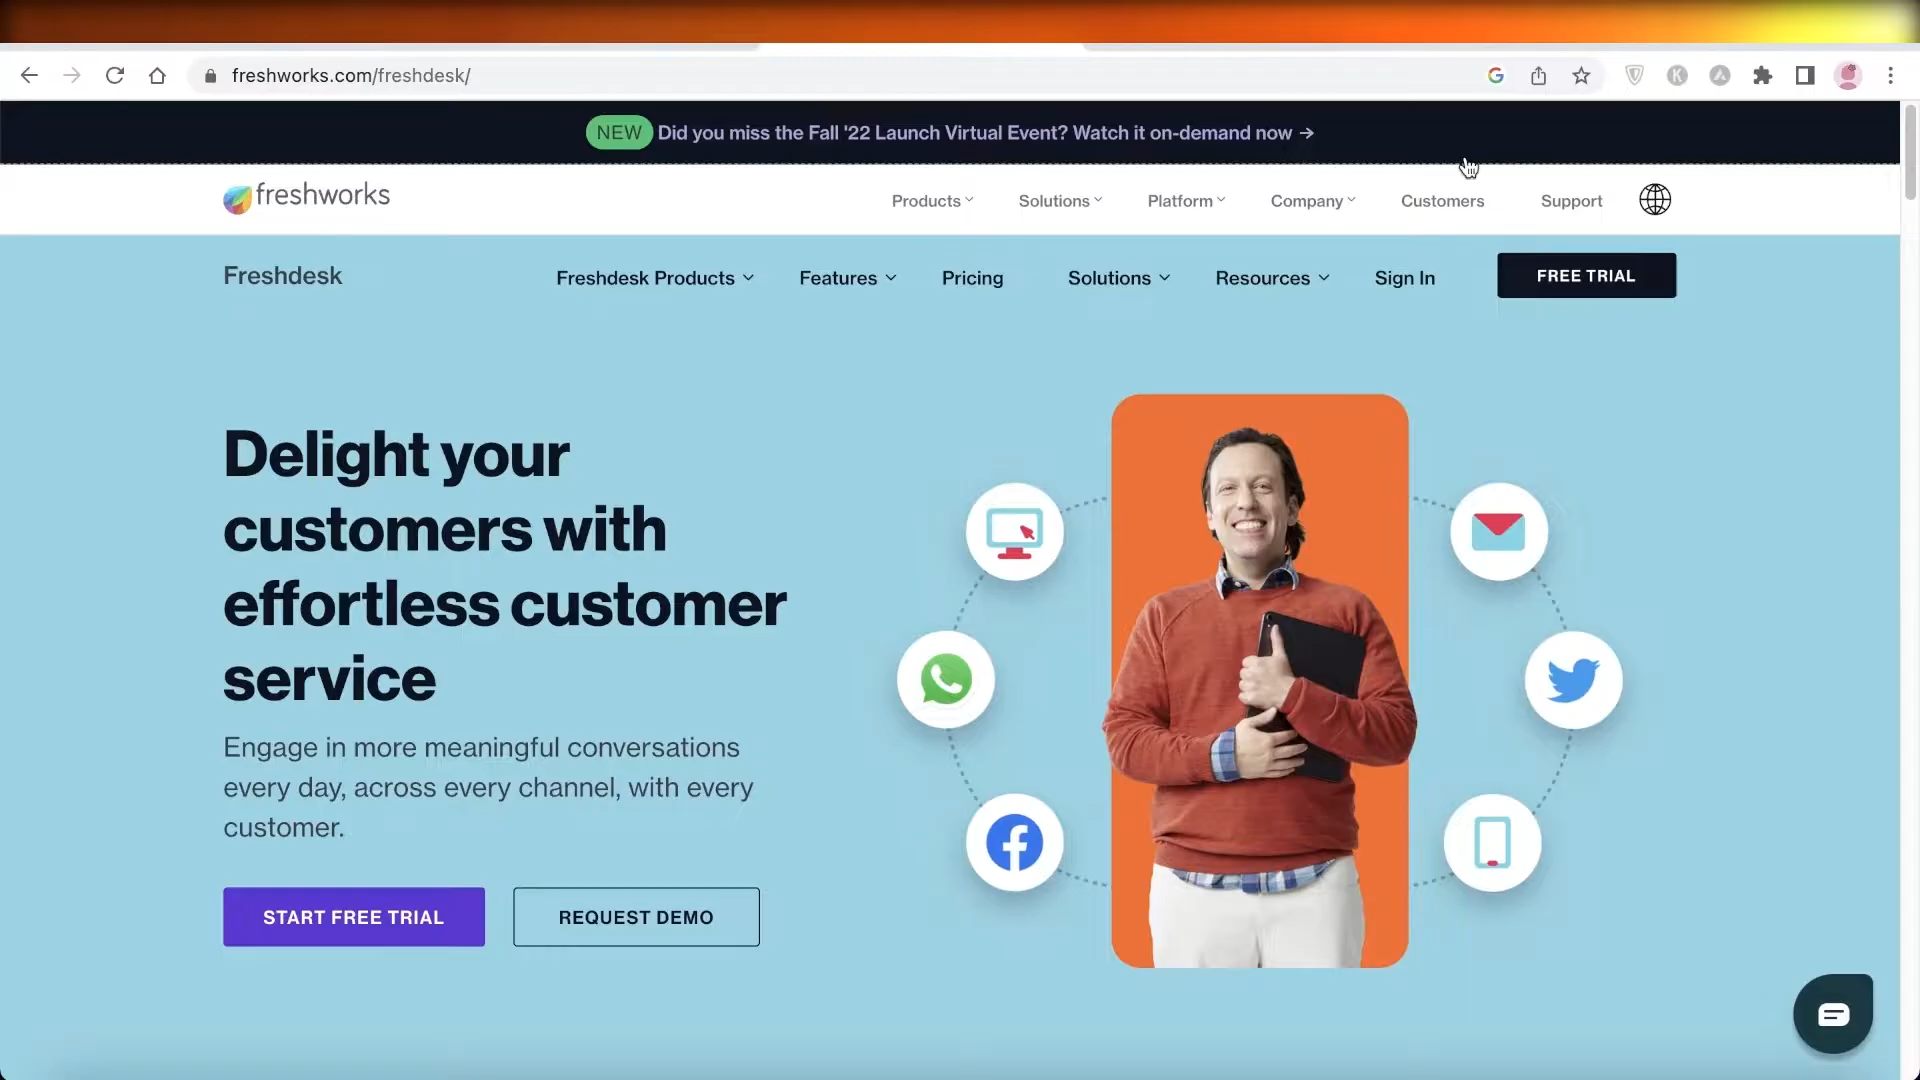 freshworks.com/freshdesk/
NEW Did you miss the Fall '22 Launch Virtual Event? Watch it on-demand now →
freshworks
Products
Solutions
Platform
Company
Customers
Support
Freshdesk
Freshdesk Products
Features
Pricing
Solutions
Resources
Sign In
FREE TRIAL
Delight your
customers with
effortless customer
service
Engage in more meaningful conversations
every day, across every channel, with every
customer.
START FREE TRIAL
REQUEST DEMO